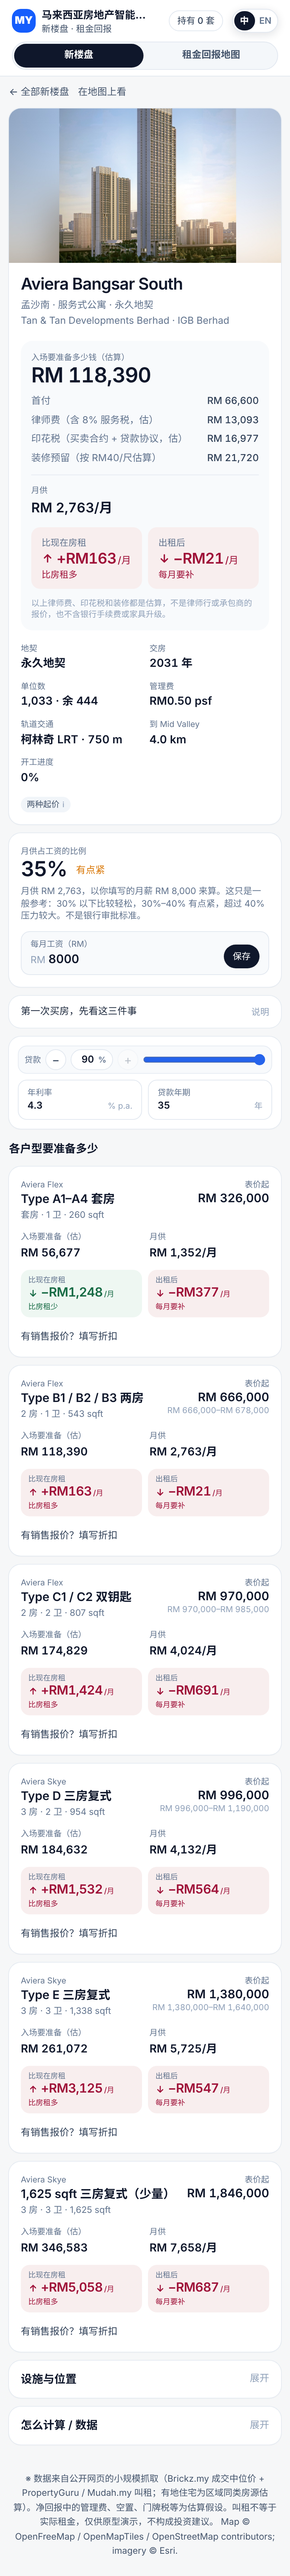 MY
马来西亚房地产智能...
新楼盘 · 租金回报
持有 0 套
中 EN
新楼盘 租金回报地图
← 全部新楼盘 在地图上看
Aviera Bangsar South
孟沙南 · 服务式公寓 · 永久地契
Tan & Tan Developments Berhad · IGB Berhad
入场要准备多少钱（估算）
RM 118,390
首付 RM 66,600
律师费（含 8% 服务税，估） RM 13,093
印花税（买卖合约 + 贷款协议，估） RM 16,977
装修预留（按 RM40/尺估算） RM 21,720
月供
RM 2,763/月
比现在房租 出租后
↑ +RM163/月 ↓ −RM21/月
比房租多 每月要补
以上律师费、印花税和装修都是估算，不是律师行或承包商的
报价，也不含银行手续费或家具升级。
地契 交房
永久地契 2031 年
单位数 管理费
1,033 · 余 444 RM0.50 psf
轨道交通 到 Mid Valley
柯林奇 LRT · 750 m 4.0 km
开工进度
0%
两种起价 i
月供占工资的比例
35% 有点紧
月供 RM 2,763，以你填写的月薪 RM 8,000 来算。这只是一
般参考：30% 以下比较轻松，30%–40% 有点紧，超过 40%
压力较大。不是银行审批标准。
每月工资（RM）
RM 8000 保存
第一次买房，先看这三件事 说明
贷款 − 90 % +
年利率 贷款年期
4.3 % p.a. 35 年
各户型要准备多少
Aviera Flex 表价起
Type A1–A4 套房 RM 326,000
套房 · 1 卫 · 260 sqft
入场要准备（估） 月供
RM 56,677 RM 1,352/月
比现在房租 出租后
↓ −RM1,248/月 ↓ −RM377/月
比房租少 每月要补
有销售报价？填写折扣
Aviera Flex 表价起
Type B1 / B2 / B3 两房 RM 666,000
2 房 · 1 卫 · 543 sqft RM 666,000–RM 678,000
入场要准备（估） 月供
RM 118,390 RM 2,763/月
比现在房租 出租后
↑ +RM163/月 ↓ −RM21/月
比房租多 每月要补
有销售报价？填写折扣
Aviera Flex 表价起
Type C1 / C2 双钥匙 RM 970,000
2 房 · 2 卫 · 807 sqft RM 970,000–RM 985,000
入场要准备（估） 月供
RM 174,829 RM 4,024/月
比现在房租 出租后
↑ +RM1,424/月 ↓ −RM691/月
比房租多 每月要补
有销售报价？填写折扣
Aviera Skye 表价起
Type D 三房复式 RM 996,000
3 房 · 2 卫 · 954 sqft RM 996,000–RM 1,190,000
入场要准备（估） 月供
RM 184,632 RM 4,132/月
比现在房租 出租后
↑ +RM1,532/月 ↓ −RM564/月
比房租多 每月要补
有销售报价？填写折扣
Aviera Skye 表价起
Type E 三房复式 RM 1,380,000
3 房 · 3 卫 · 1,338 sqft RM 1,380,000–RM 1,640,000
入场要准备（估） 月供
RM 261,072 RM 5,725/月
比现在房租 出租后
↑ +RM3,125/月 ↓ −RM547/月
比房租多 每月要补
有销售报价？填写折扣
Aviera Skye 表价起
1,625 sqft 三房复式（少量） RM 1,846,000
3 房 · 3 卫 · 1,625 sqft
入场要准备（估） 月供
RM 346,583 RM 7,658/月
比现在房租 出租后
↑ +RM5,058/月 ↓ −RM687/月
比房租多 每月要补
有销售报价？填写折扣
设施与位置 展开
怎么计算 / 数据 展开
※ 数据来自公开网页的小规模抓取（Brickz.my 成交中位价 +
PropertyGuru / Mudah.my 叫租；有地住宅为区域同类房源估
算）。净回报中的管理费、空置、门牌税等为估算假设。叫租不等于
实际租金，仅供原型演示，不构成投资建议。 Map ©
OpenFreeMap / OpenMapTiles / OpenStreetMap contributors;
imagery © Esri.